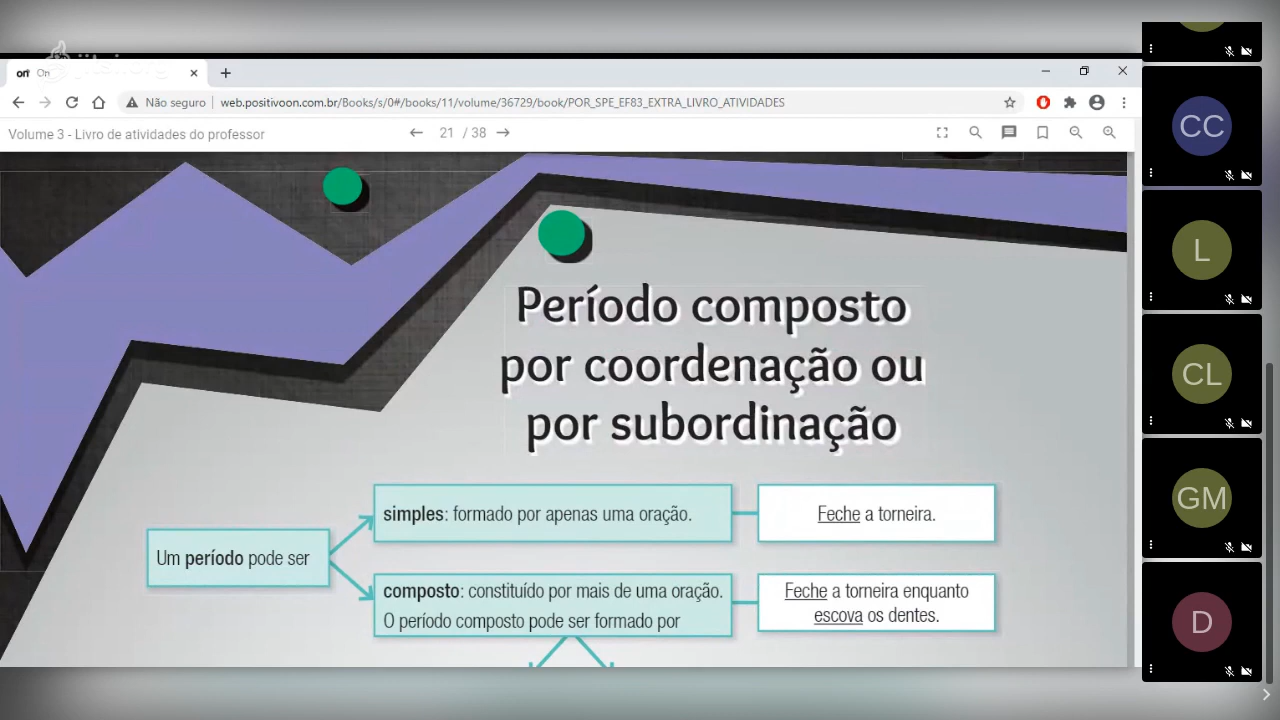 jitsi.org
On
Não seguro
web.positivoon.com.br/Books/s/0#/books/11/volume/36729/book/POR_SPE_EF83_EXTRA_LIVRO_ATIVIDADES
Volume 3 - Livro de atividades do professor
21 / 38
Período composto
por coordenação ou
por subordinação
Um período pode ser
simples: formado por apenas uma oração.
Feche a torneira.
composto: constituído por mais de uma oração.
O período composto pode ser formado por
Feche a torneira enquanto
escova os dentes.
CC
L
CL
GM
D